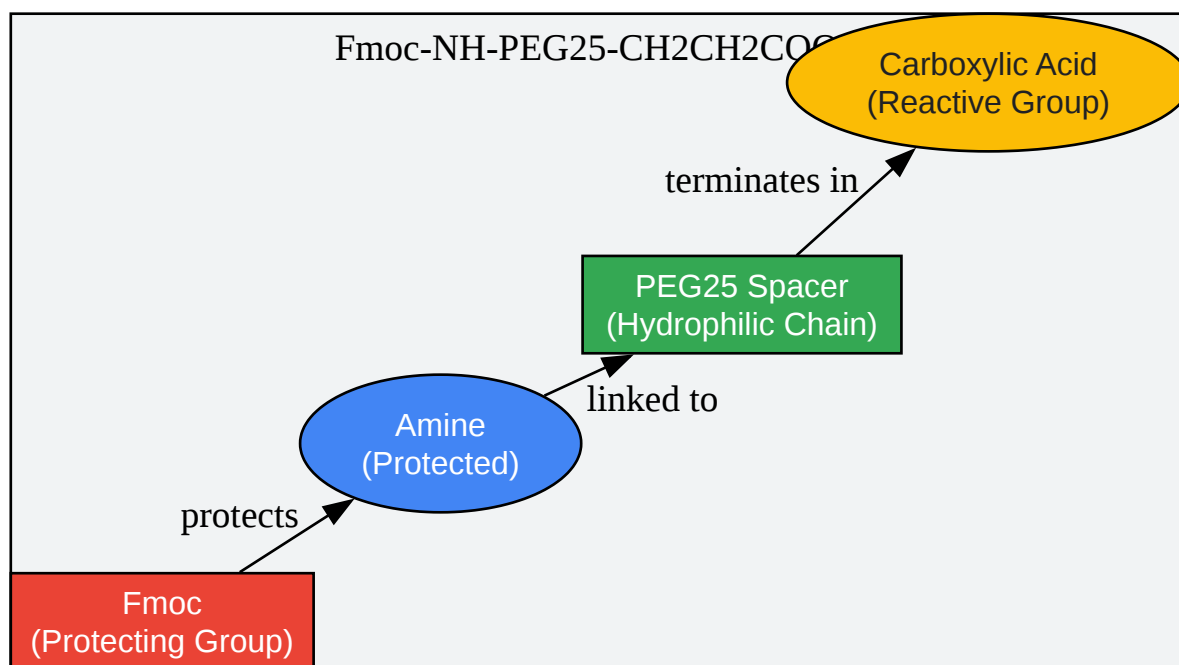 Fmoc-NH-PEG25-CH2CH2COO
Carboxylic Acid
(Reactive Group)
terminates in
PEG25 Spacer
(Hydrophilic Chain)
linked to
Amine
(Protected)
protects
Fmoc
(Protecting Group)